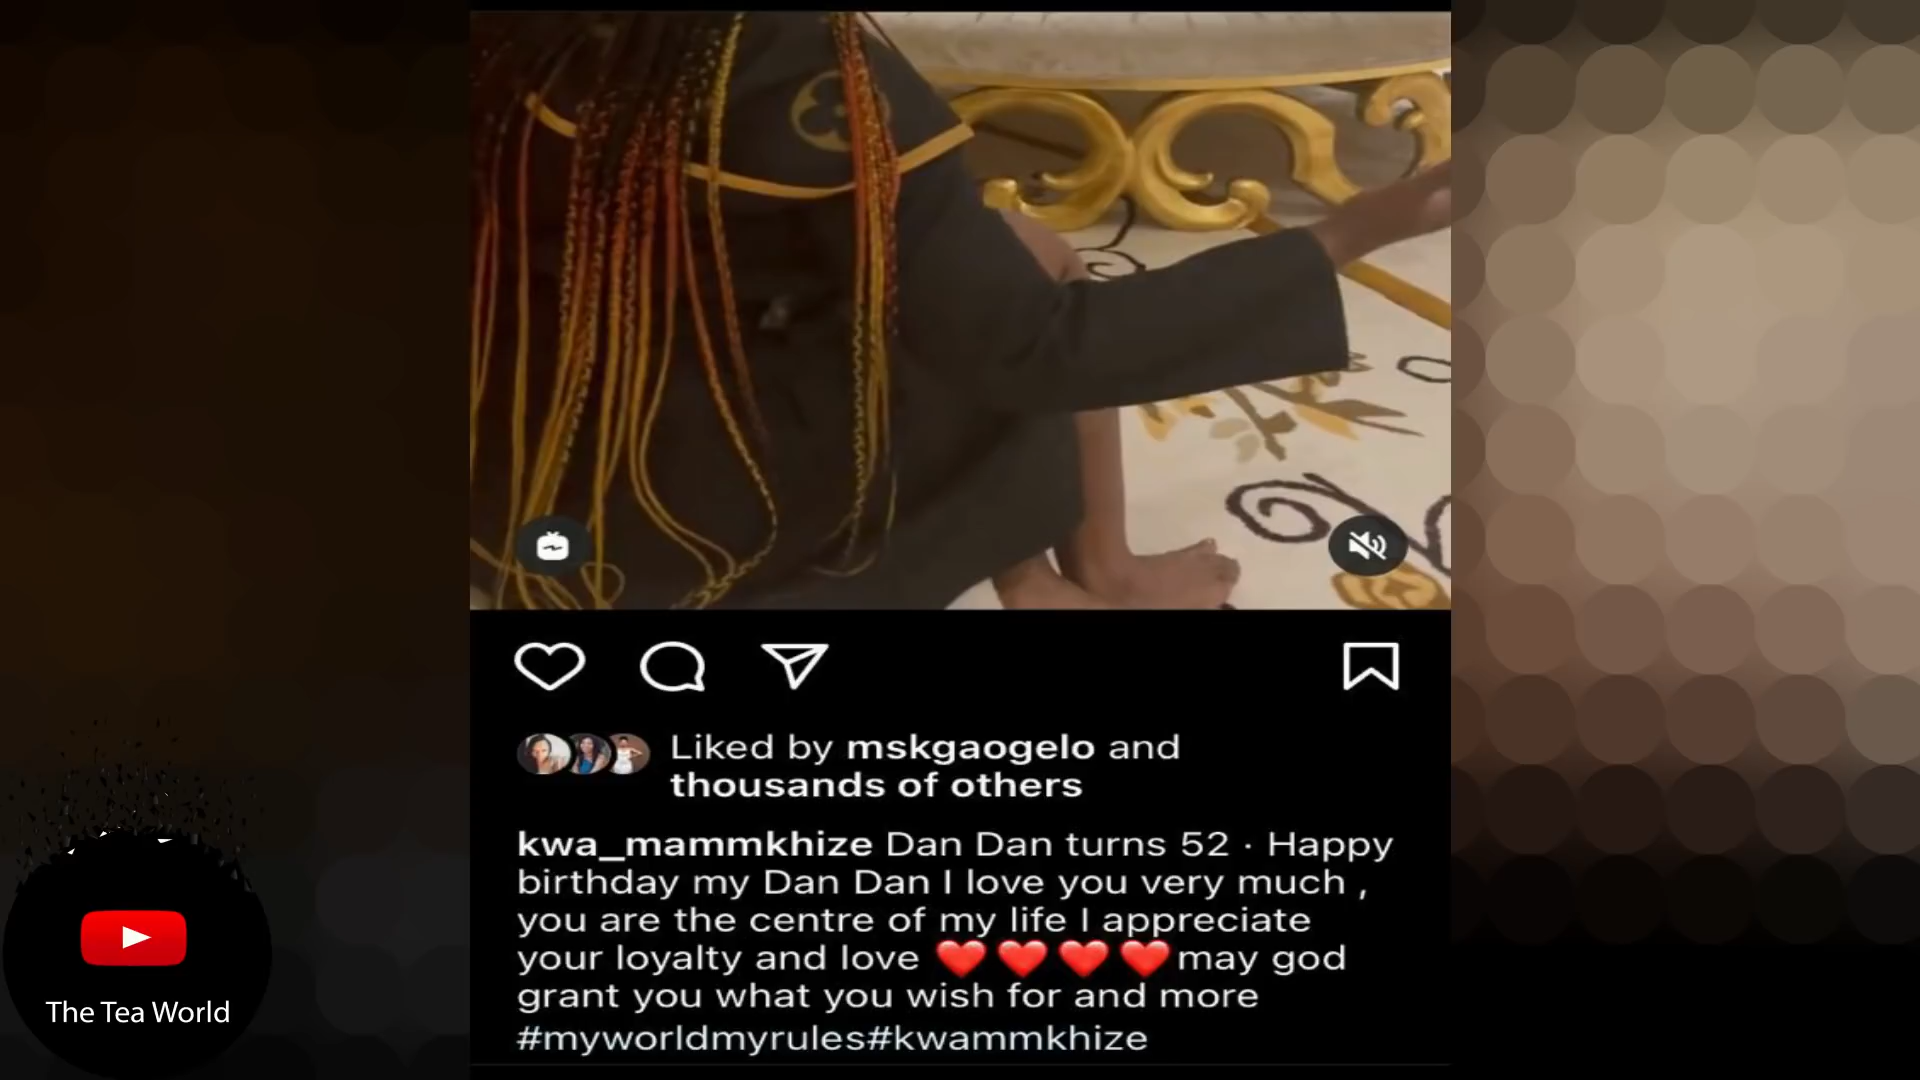 Liked by mskgaogelo and
thousands of others
kwa_mammkhize Dan Dan turns 52 · Happy
birthday my Dan Dan I love you very much ,
you are the centre of my life I appreciate
your loyalty and love ❤️❤️❤️❤️ may god
grant you what you wish for and more
#myworldmyrules#kwammkhize
The Tea World